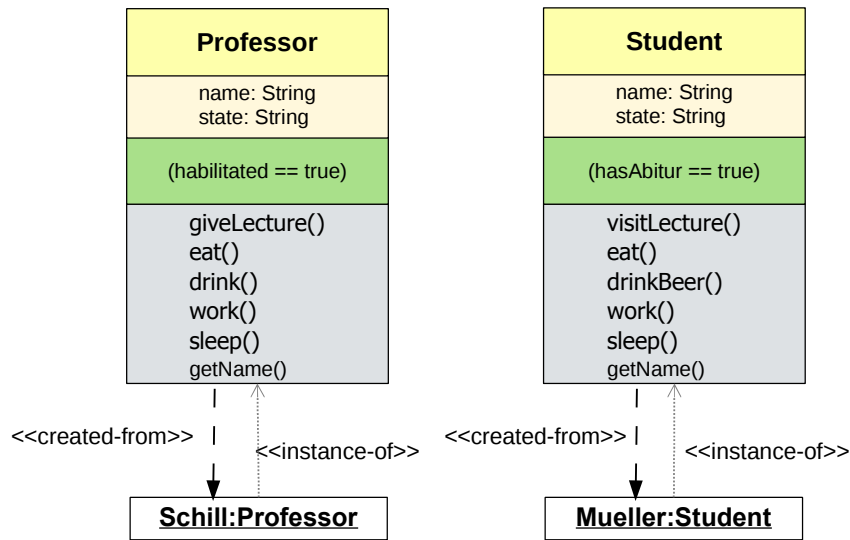 Professor
name: String
state: String
(habilitated == true)
giveLecture()
eat()
drink()
work()
sleep()
getName()
<<created-from>>
<<instance-of>>
Schill:Professor
Student
name: String
state: String
(hasAbitur == true)
visitLecture()
eat()
drinkBeer()
work()
sleep()
getName()
<<created-from>>
<<instance-of>>
Mueller:Student